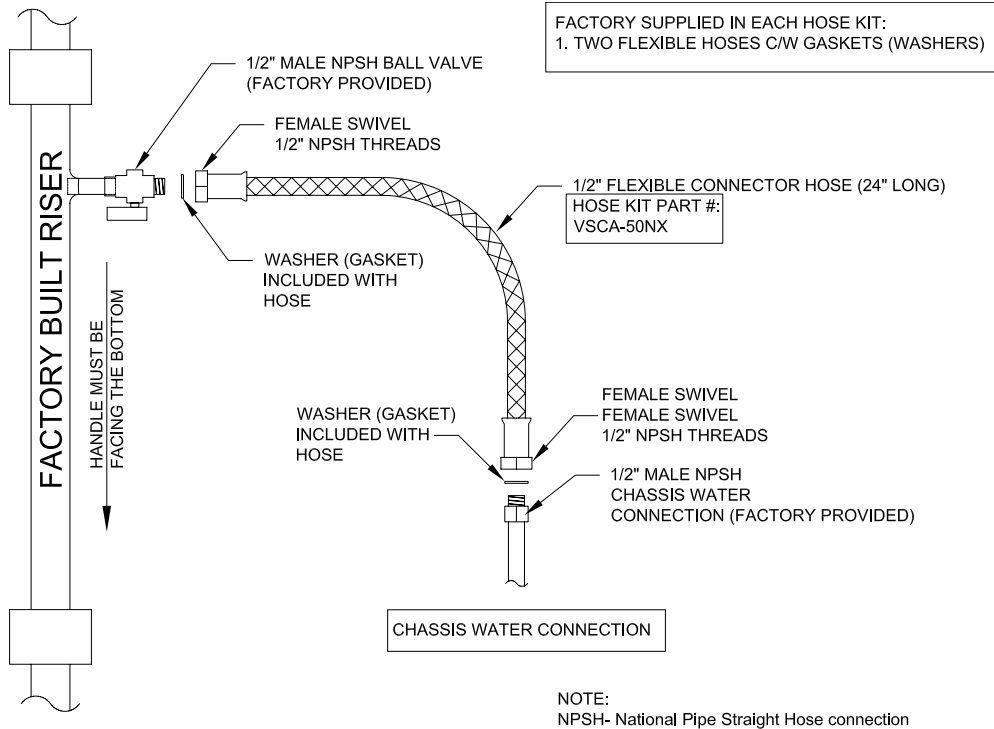 FACTORY SUPPLIED IN EACH HOSE KIT:
1. TWO FLEXIBLE HOSES C/W GASKETS (WASHERS)
1/2" MALE NPSH BALL VALVE
(FACTORY PROVIDED)
FEMALE SWIVEL
1/2" NPSH THREADS
1/2" FLEXIBLE CONNECTOR HOSE (24" LONG)
HOSE KIT PART #:
VSCA-50NX
WASHER (GASKET)
INCLUDED WITH
HOSE
FACTORY BUILT RISER
HANDLE MUST BE
FACING THE BOTTOM
WASHER (GASKET)
INCLUDED WITH
HOSE
FEMALE SWIVEL
FEMALE SWIVEL
1/2" NPSH THREADS
1/2" MALE NPSH
CHASSIS WATER
CONNECTION (FACTORY PROVIDED)
CHASSIS WATER CONNECTION
NOTE:
NPSH- National Pipe Straight Hose connection